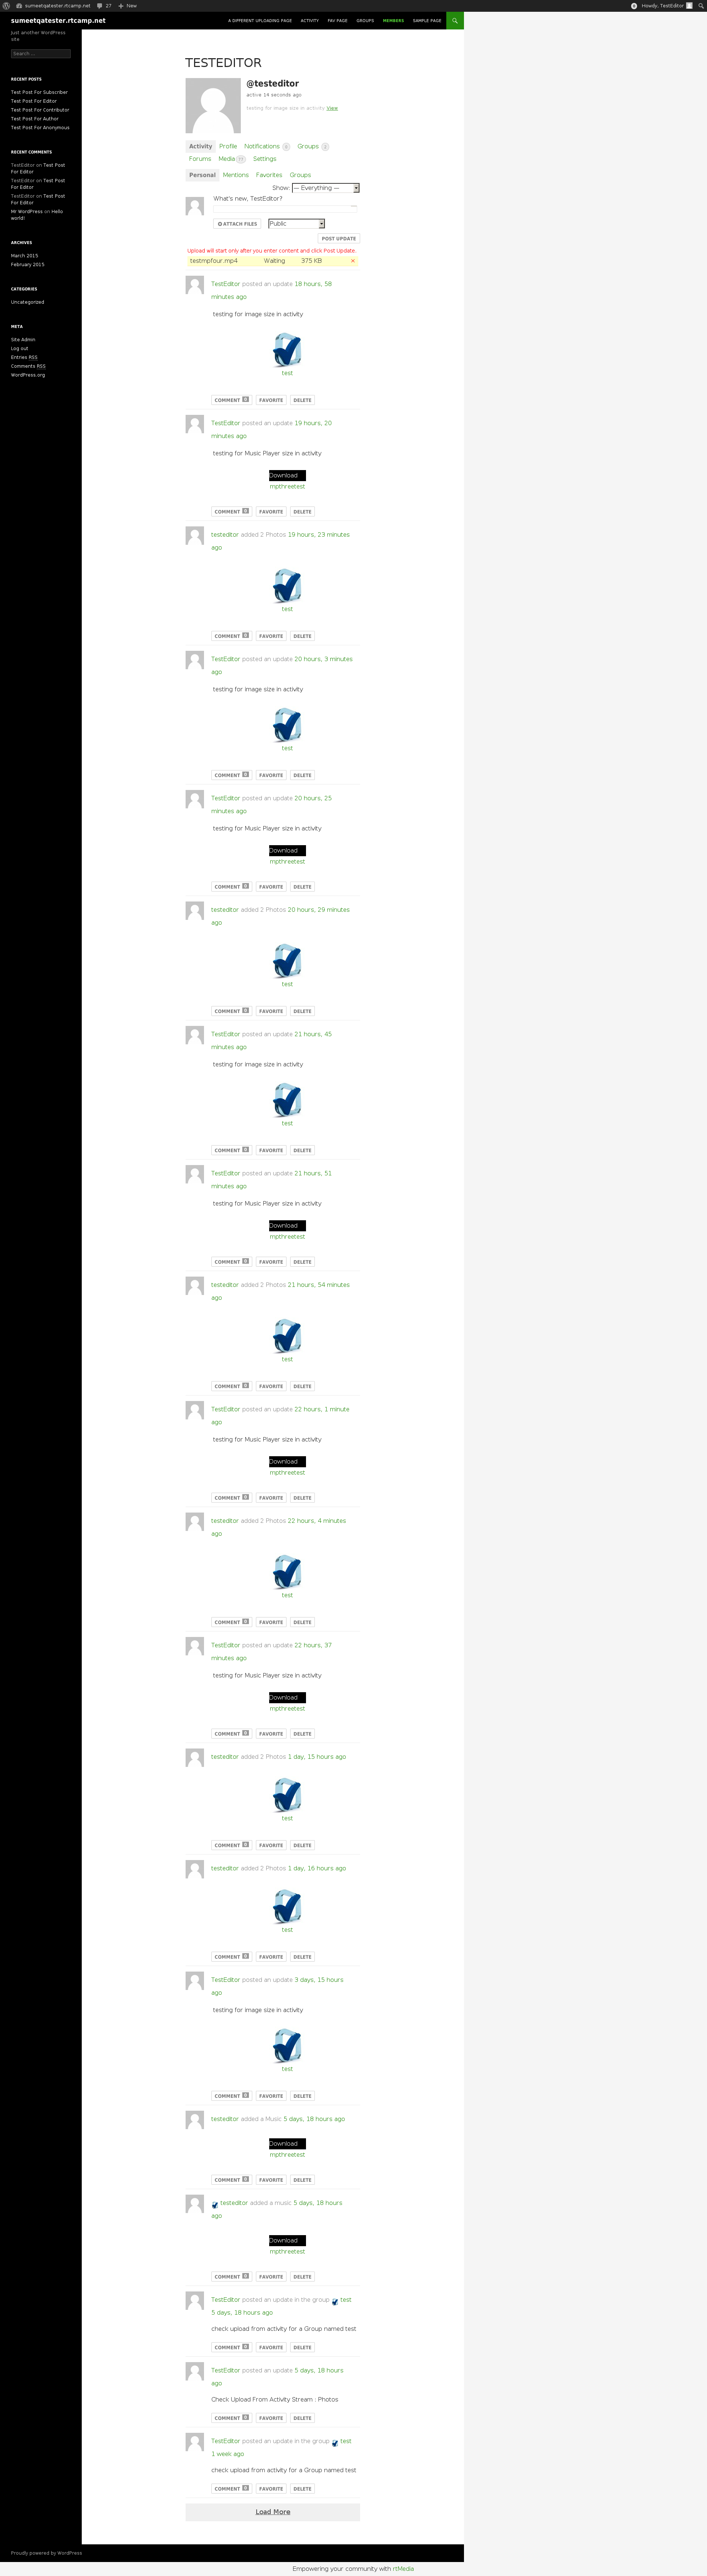 sumeetqatester.rtcamp.net 27 New Howdy, TestEditor
sumeetqatester.rtcamp.net
A DIFFERENT UPLOADING PAGE ACTIVITY FAV PAGE GROUPS MEMBERS SAMPLE PAGE
Just another WordPress
site
Search ...
RECENT POSTS
Test Post For Subscriber
Test Post For Editor
Test Post For Contributor
Test Post For Author
Test Post For Anonymious
RECENT COMMENTS
TestEditor on Test Post
For Editor
TestEditor on Test Post
For Editor
TestEditor on Test Post
For Editor
Mr WordPress on Hello
world!
ARCHIVES
March 2015
February 2015
CATEGORIES
Uncategorized
META
Site Admin
Log out
Entries RSS
Comments RSS
WordPress.org
TESTEDITOR
@testeditor
active 14 seconds ago
testing for image size in activity View
Activity Profile Notifications Groups
Forums Media Settings
Personal Mentions Favorites Groups
Show: — Everything —
What's new, TestEditor?
ATTACH FILES Public
POST UPDATE
Upload will start only after you enter content and click Post Update.
testmpfour.mp4 Waiting 375 KB ×
TestEditor posted an update 18 hours, 58
minutes ago
testing for image size in activity
test
COMMENT 0 FAVORITE DELETE
TestEditor posted an update 19 hours, 20
minutes ago
testing for Music Player size in activity
Download
mpthreetest
COMMENT 0 FAVORITE DELETE
testeditor added 2 Photos 19 hours, 23 minutes
ago
test
COMMENT 0 FAVORITE DELETE
TestEditor posted an update 20 hours, 3 minutes
ago
testing for image size in activity
test
COMMENT 0 FAVORITE DELETE
TestEditor posted an update 20 hours, 25
minutes ago
testing for Music Player size in activity
Download
mpthreetest
COMMENT 0 FAVORITE DELETE
testeditor added 2 Photos 20 hours, 29 minutes
ago
test
COMMENT 0 FAVORITE DELETE
TestEditor posted an update 21 hours, 45
minutes ago
testing for image size in activity
test
COMMENT 0 FAVORITE DELETE
TestEditor posted an update 21 hours, 51
minutes ago
testing for Music Player size in activity
Download
mpthreetest
COMMENT 0 FAVORITE DELETE
testeditor added 2 Photos 21 hours, 54 minutes
ago
test
COMMENT 0 FAVORITE DELETE
TestEditor posted an update 22 hours, 1 minute
ago
testing for Music Player size in activity
Download
mpthreetest
COMMENT 0 FAVORITE DELETE
testeditor added 2 Photos 22 hours, 4 minutes
ago
test
COMMENT 0 FAVORITE DELETE
TestEditor posted an update 22 hours, 37
minutes ago
testing for Music Player size in activity
Download
mpthreetest
COMMENT 0 FAVORITE DELETE
testeditor added 2 Photos 1 day, 15 hours ago
test
COMMENT 0 FAVORITE DELETE
testeditor added 2 Photos 1 day, 16 hours ago
test
COMMENT 0 FAVORITE DELETE
TestEditor posted an update 3 days, 15 hours
ago
testing for image size in activity
test
COMMENT 0 FAVORITE DELETE
testeditor added a Music 5 days, 18 hours ago
Download
mpthreetest
COMMENT 0 FAVORITE DELETE
testeditor added a music 5 days, 18 hours
ago
Download
mpthreetest
COMMENT 0 FAVORITE DELETE
TestEditor posted an update in the group test
5 days, 18 hours ago
check upload from activity for a Group named test
COMMENT 0 FAVORITE DELETE
TestEditor posted an update 5 days, 18 hours
ago
Check Upload From Activity Stream : Photos
COMMENT 0 FAVORITE DELETE
TestEditor posted an update in the group test
1 week ago
check upload from activity for a Group named test
COMMENT 0 FAVORITE DELETE
Load More
Proudly powered by WordPress
Empowering your community with rtMedia